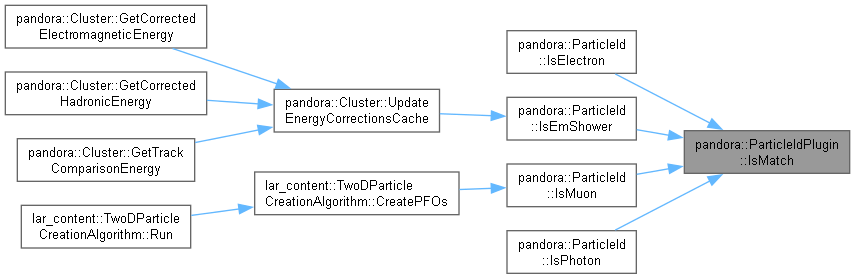 pandora::Cluster::GetCorrected
ElectromagneticEnergy
pandora::Cluster::GetCorrected
HadronicEnergy
pandora::Cluster::GetTrack
ComparisonEnergy
lar_content::TwoDParticle
CreationAlgorithm::Run
pandora::Cluster::Update
EnergyCorrectionsCache
lar_content::TwoDParticle
CreationAlgorithm::CreatePFOs
pandora::ParticleId
::IsElectron
pandora::ParticleId
::IsEmShower
pandora::ParticleId
::IsMuon
pandora::ParticleId
::IsPhoton
pandora::ParticleIdPlugin
::IsMatch